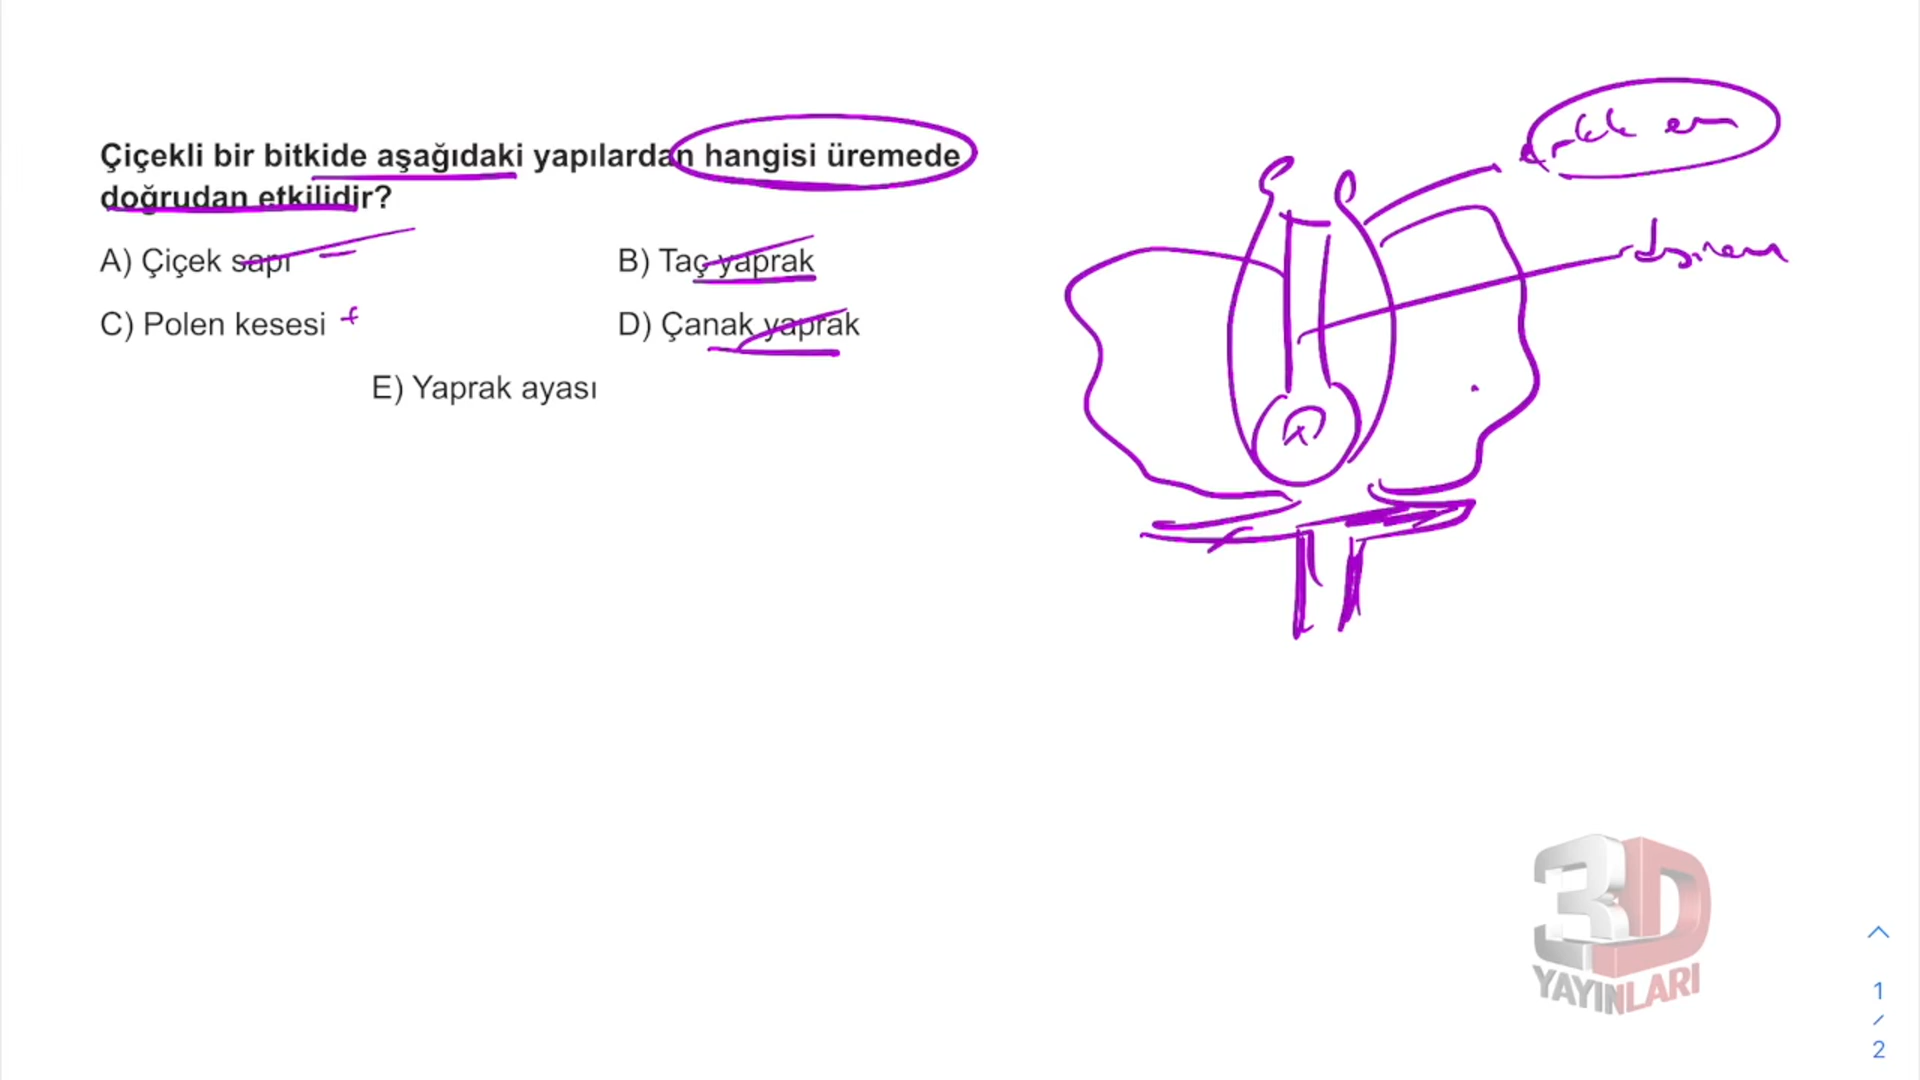 Çiçekli bir bitkide aşağıdaki yapılardan hangisi üremede
doğrudan etkilidir?
A) Çiçek sapı
B) Taç yaprak
C) Polen kesesi +
D) Çanak yaprak
E) Yaprak ayası
3D
YAYINLARI
1
/
2